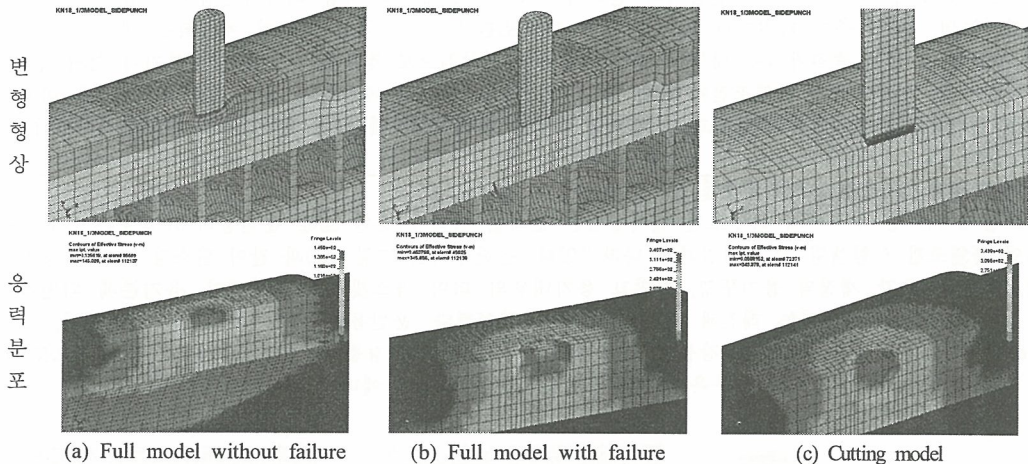 KN18_1/3MODEL_SIDEPUNCH
KN18_1/3MODEL_SIDEPUNCH
KN18_1/3MODEL_SIDEPUNCH
변형형상
KN18_1/3MODEL_SIDEPUNCH
Contours of Effective Stress (v-m)
max ipt. value
Fringe Levels
KN18_1/3MODEL_SIDEPUNCH
Contours of Effective Stress (v-m)
max ipt. value
Fringe Levels
KN18_1/3MODEL_SIDEPUNCH
Contours of Effective Stress (v-m)
max ipt. value
Fringe Levels
응력분포
(a) Full model without failure
(b) Full model with failure
(c) Cutting model